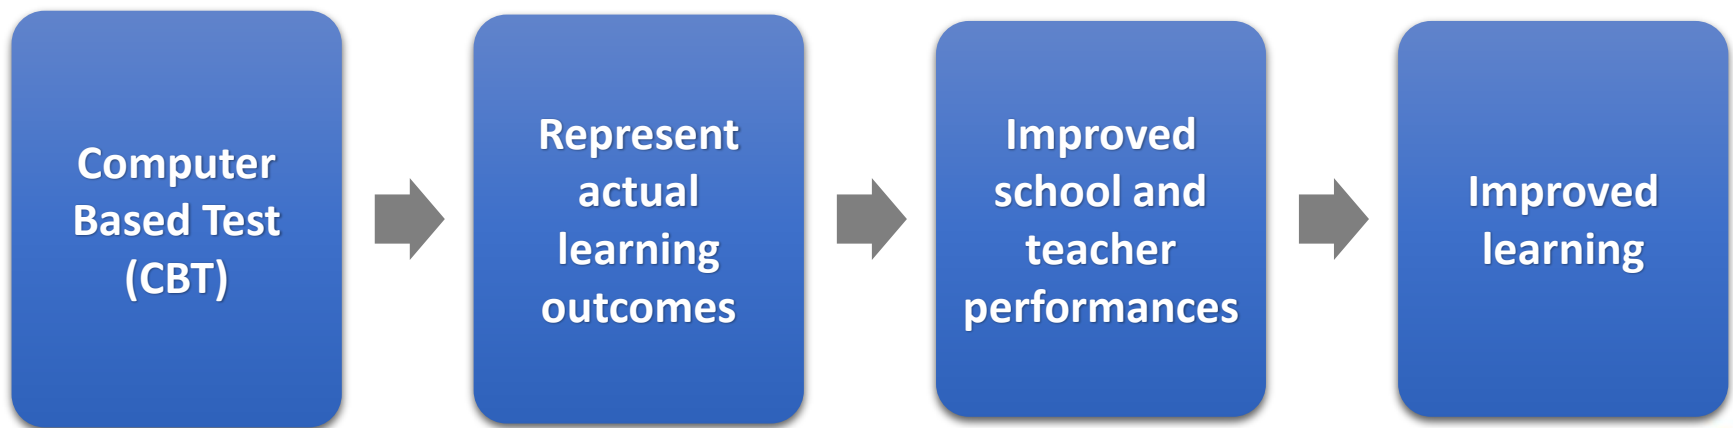 Computer
Based Test
(CBT)
Represent
actual
learning
outcomes
Improved
school and
teacher
performances
Improved
learning